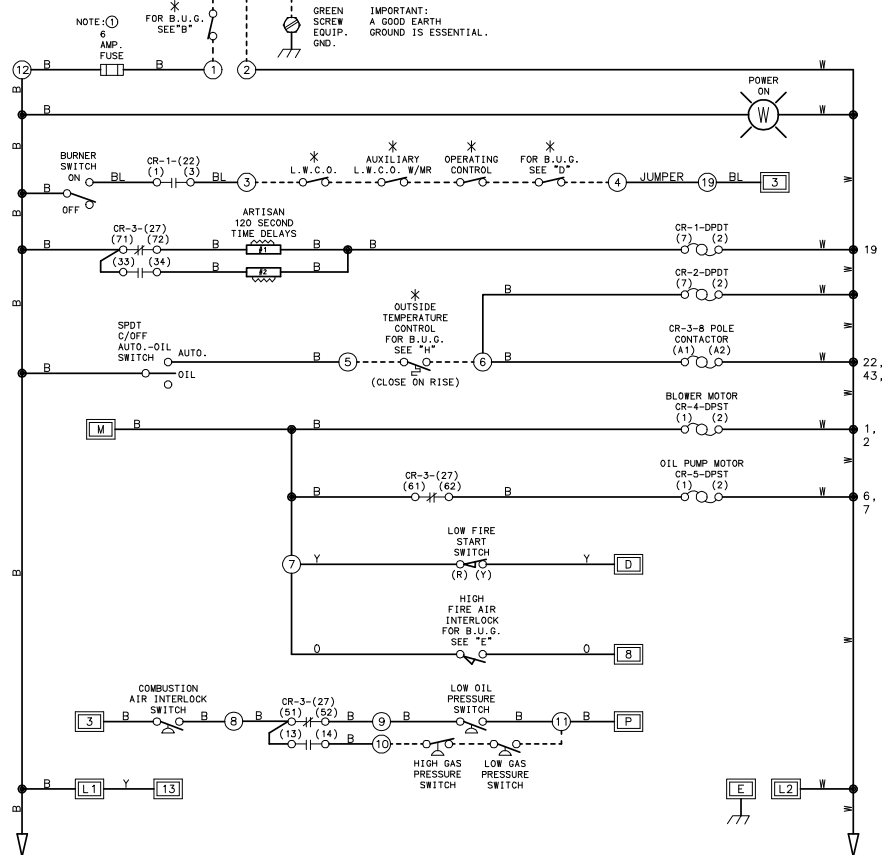 FOR B.U.G.
SEE"B"
NOTE: 1
6
AMP.
FUSE
GREEN
SCREW
EQUIP.
GND.
IMPORTANT:
A GOOD EARTH
GROUND IS ESSENTIAL.
12 B B 1 2 W
B
POWER
ON
B W W
B
BURNER
SWITCH
ON
OFF
CR-1-(22)
(1) (3)
L.W.C.O.
AUXILIARY
L.W.C.O. W/MR
OPERATING
CONTROL
FOR B.U.G.
SEE "D"
BL BL 3 4 JUMPER 19 BL 3
B
W
B
ARTISAN
120 SECOND
TIME DELAYS
CR-3-(27)
(71) (72)
CR-1-DPDT
(7) (2)
B B #1 B B W 19
(33) (34)
B #2 B
W
CR-2-DPDT
(7) (2)
B W
B
OUTSIDE
TEMPERATURE
CONTROL
FOR B.U.G.
SEE "H"
(CLOSE ON RISE)
W
SPDT
C/OFF
AUTO.-OIL
SWITCH
AUTO.
OIL
CR-3-8 POLE
CONTACTOR
(A1) (A2)
B 5 6 B W 22,
43,
B
W
BLOWER MOTOR
CR-4-DPST
(1) (2)
M B B W 1,
2
W
CR-3-(27)
(61) (62)
OIL PUMP MOTOR
CR-5-DPST
(1) (2)
B B W 6,
7
LOW FIRE
START
SWITCH
(R) (Y)
7 Y Y D
B
HIGH
FIRE AIR
INTERLOCK
FOR B.U.G.
SEE "E"
O O 8
W
COMBUSTION
AIR INTERLOCK
SWITCH
CR-3-(27)
(51) (52)
LOW OIL
PRESSURE
SWITCH
3 B B 8 B B 9 B B 11 B P
(13) (14)
B 10
HIGH GAS
PRESSURE
SWITCH
LOW GAS
PRESSURE
SWITCH
B L1 Y 13 E L2 W
B W